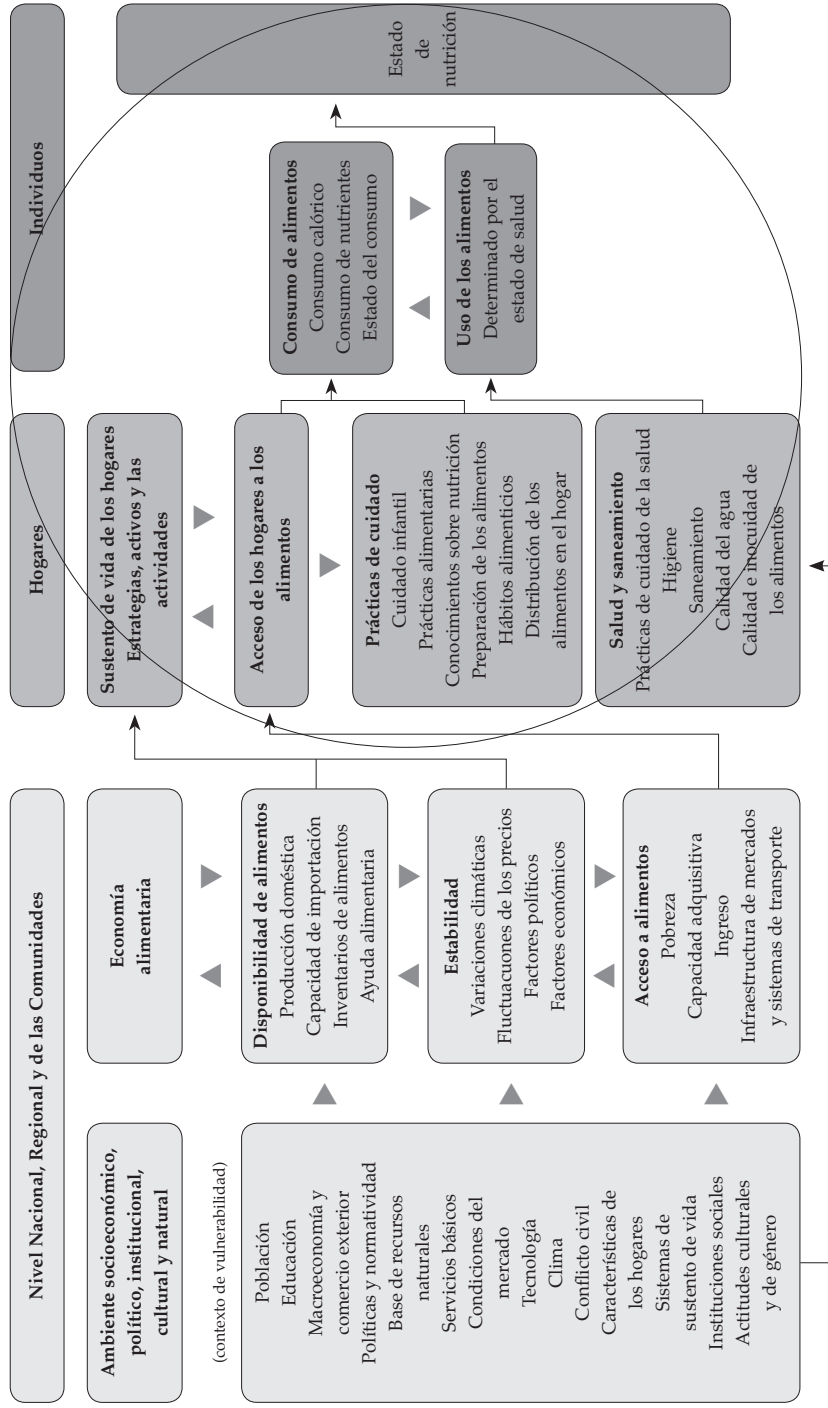 Nivel Nacional, Regional y de las Comunidades
Hogares
Individuos
Ambiente socioeconómico,
político, institucional,
cultural y natural
(contexto de vulnerabilidad)
Población
Educación
Macroeconomía y
comercio exterior
Políticas y normatividad
Base de recursos
naturales
Servicios básicos
Condiciones del
mercado
Tecnología
Clima
Conflicto civil
Características de
los hogares
Sistemas de
sustento de vida
Instituciones sociales
Actitudes culturales
y de género
Economía
alimentaria
Disponibilidad de alimentos
Producción doméstica
Capacidad de importación
Inventarios de alimentos
Ayuda alimentaria
Estabilidad
Variaciones climáticas
Fluctuacuones de los precios
Factores políticos
Factores económicos
Acceso a alimentos
Pobreza
Capacidad adquisitiva
Ingreso
Infraestructura de mercados
y sistemas de transporte
Sustento de vida de los hogares
Estrategias, activos y las
actividades
Acceso de los hogares a los
alimentos
Prácticas de cuidado
Cuidado infantil
Prácticas alimentarias
Conocimientos sobre nutrición
Preparación de los alimentos
Hábitos alimenticios
Distribución de los
alimentos en el hogar
Salud y saneamiento
Prácticas de cuidado de la salud
Higiene
Saneamiento
Calidad del agua
Calidad e inocuidad de
los alimentos
Consumo de alimentos
Consumo calórico
Consumo de nutrientes
Estado del consumo
Uso de los alimentos
Determinado por el
estado de salud
Estado
de
nutrición